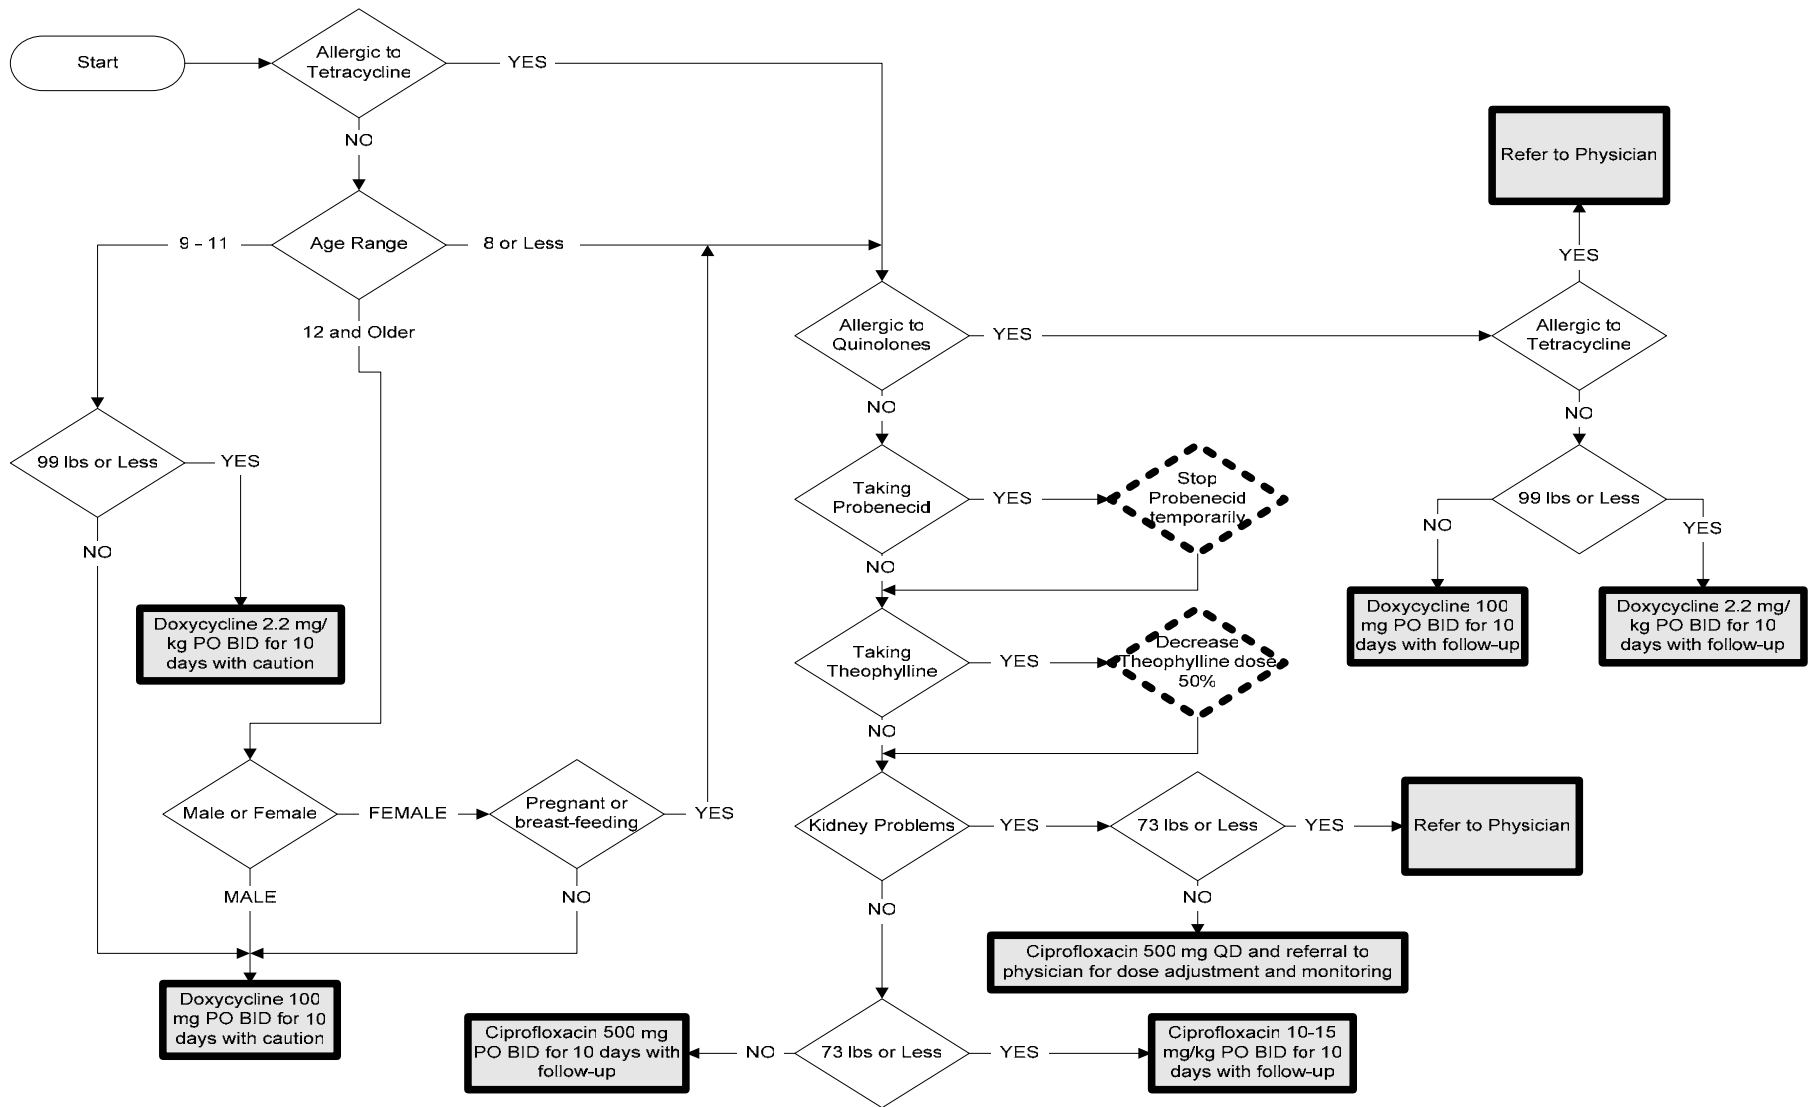 Start
Allergic to
Tetracycline
YES
NO
Refer to Physician
YES
9 – 11
Age Range
8 or Less
12 and Older
Allergic to
Quinolones
YES
Allergic to
Tetracycline
NO
NO
99 lbs or Less
YES
NO
Taking
Probenecid
YES
Stop
Probenecid
temporarily
NO
99 lbs or Less
NO
YES
Doxycycline 2.2 mg/
kg PO BID for 10
days with caution
Doxycycline 100
mg PO BID for 10
days with follow-up
Doxycycline 2.2 mg/
kg PO BID for 10
days with follow-up
Taking
Theophylline
YES
Decrease
Theophylline dose
50%
NO
Male or Female
FEMALE
Pregnant or
breast-feeding
YES
Kidney Problems
YES
73 lbs or Less
YES
Refer to Physician
MALE
NO
NO
NO
Ciprofloxacin 500 mg QD and referral to
physician for dose adjustment and monitoring
Doxycycline 100
mg PO BID for 10
days with caution
Ciprofloxacin 500 mg
PO BID for 10 days with
follow-up
NO
73 lbs or Less
YES
Ciprofloxacin 10-15
mg/kg PO BID for 10
days with follow-up